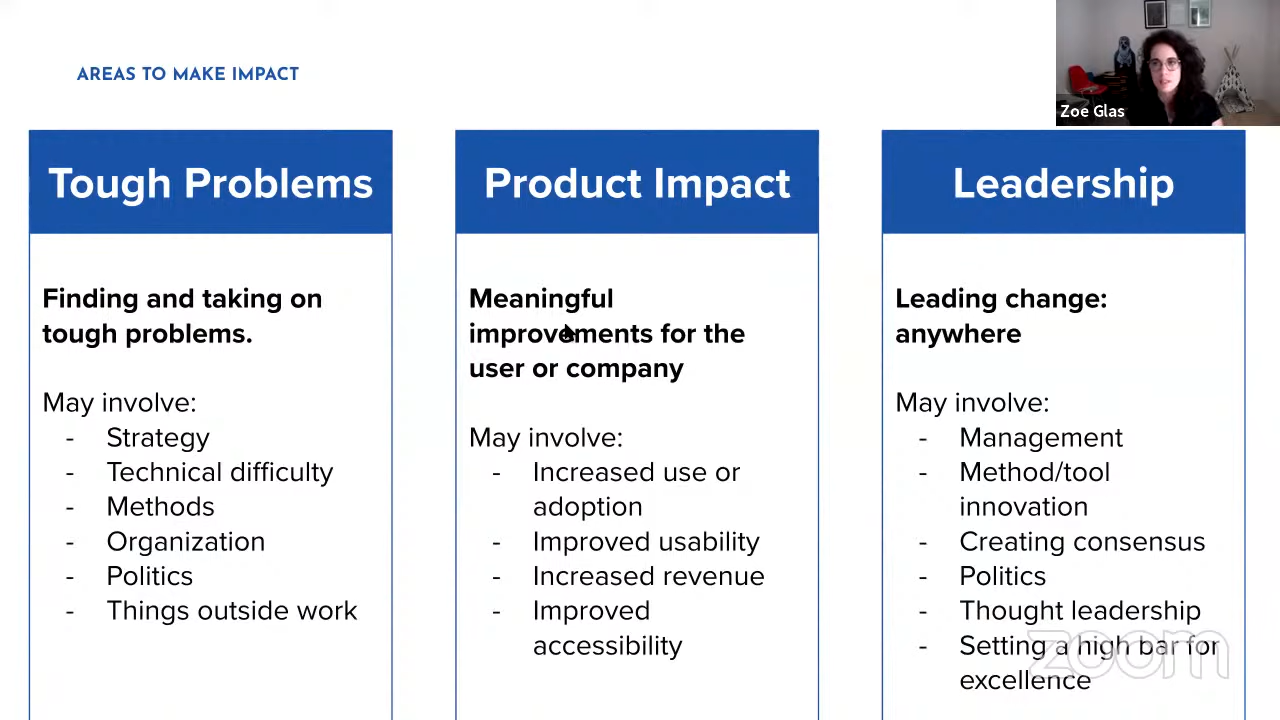 AREAS TO MAKE IMPACT
Zoe Glas
Tough Problems
Finding and taking on
tough problems.
May involve:
- Strategy
- Technical difficulty
- Methods
- Organization
- Politics
- Things outside work
Product Impact
Meaningful
improvements for the
user or company
May involve:
- Increased use or
adoption
- Improved usability
- Increased revenue
- Improved
accessibility
Leadership
Leading change:
anywhere
May involve:
- Management
- Method/tool
innovation
- Creating consensus
- Politics
- Thought leadership
- Setting a high bar for
excellence
zoom